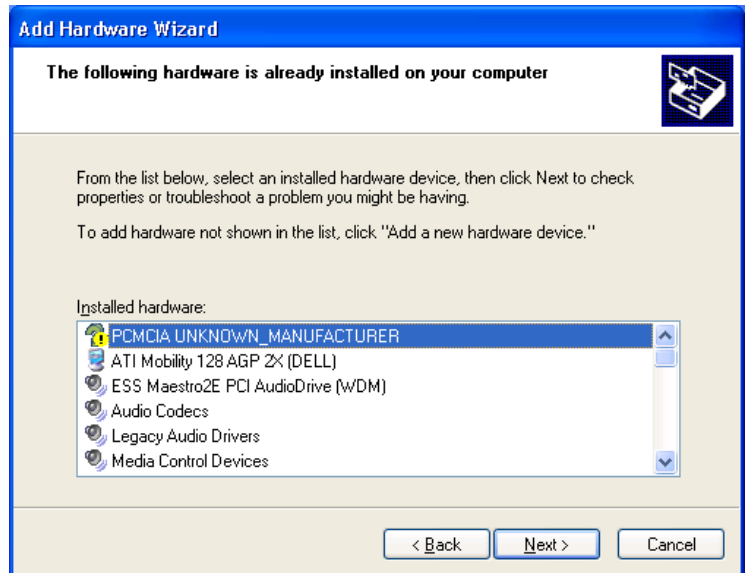 Add Hardware Wizard
The following hardware is already installed on your computer
From the list below, select an installed hardware device, then click Next to check
properties or troubleshoot a problem you might be having.
To add hardware not shown in the list, click "Add a new hardware device."
Installed hardware:
PCMCIA UNKNOWN_MANUFACTURER
ATI Mobility 128 AGP 2X (DELL)
ESS Maestro2E PCI AudioDrive (WDM)
Audio Codecs
Legacy Audio Drivers
Media Control Devices
< Back
Next >
Cancel